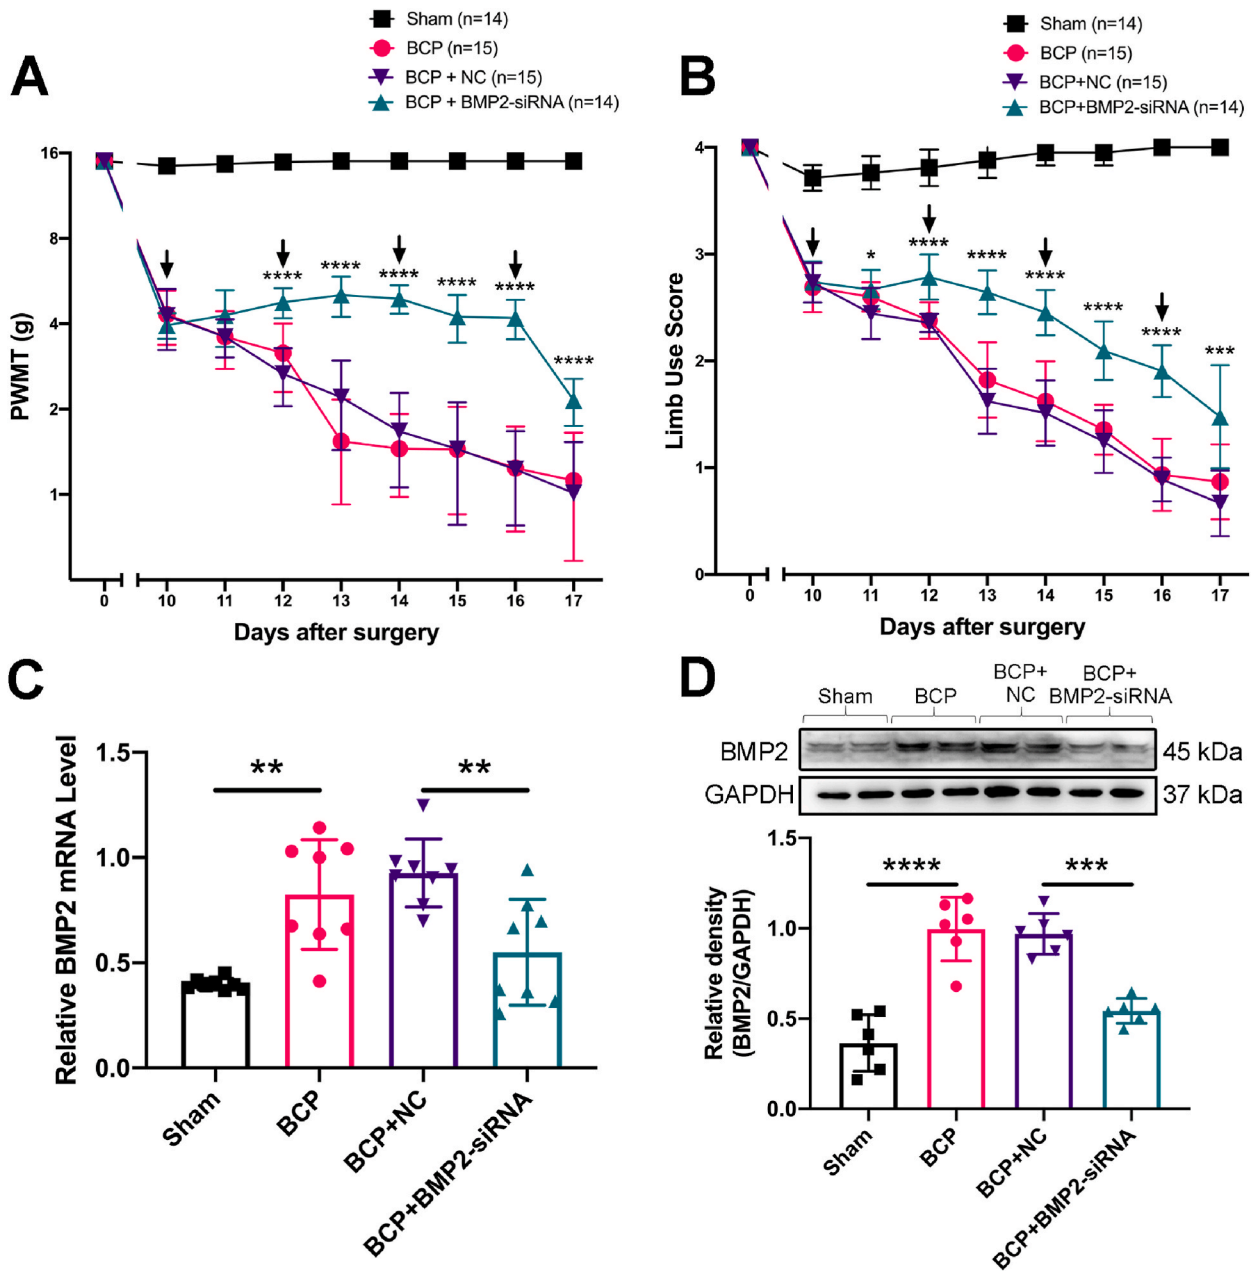 A
Sham (n=14)
BCP (n=15)
BCP + NC (n=15)
BCP + BMP2-siRNA (n=14)
PWMT (g)
16
8
4
2
1
****
****
****
****
****
****
0
10
11
12
13
14
15
16
17
Days after surgery
B
Sham (n=14)
BCP (n=15)
BCP+NC (n=15)
BCP+BMP2-siRNA (n=14)
Limb Use Score
4
3
2
1
0
*
****
****
****
****
****
***
0
10
11
12
13
14
15
16
17
Days after surgery
C
Relative BMP2 mRNA Level
1.5
1.0
0.5
0.0
**
**
Sham
BCP
BCP+NC
BCP+BMP2-siRNA
D
Sham
BCP
BCP+
NC
BCP+
BMP2-siRNA
BMP2
45 kDa
GAPDH
37 kDa
Relative density
(BMP2/GAPDH)
1.5
1.0
0.5
0.0
****
***
Sham
BCP
BCP+NC
BCP+BMP2-siRNA